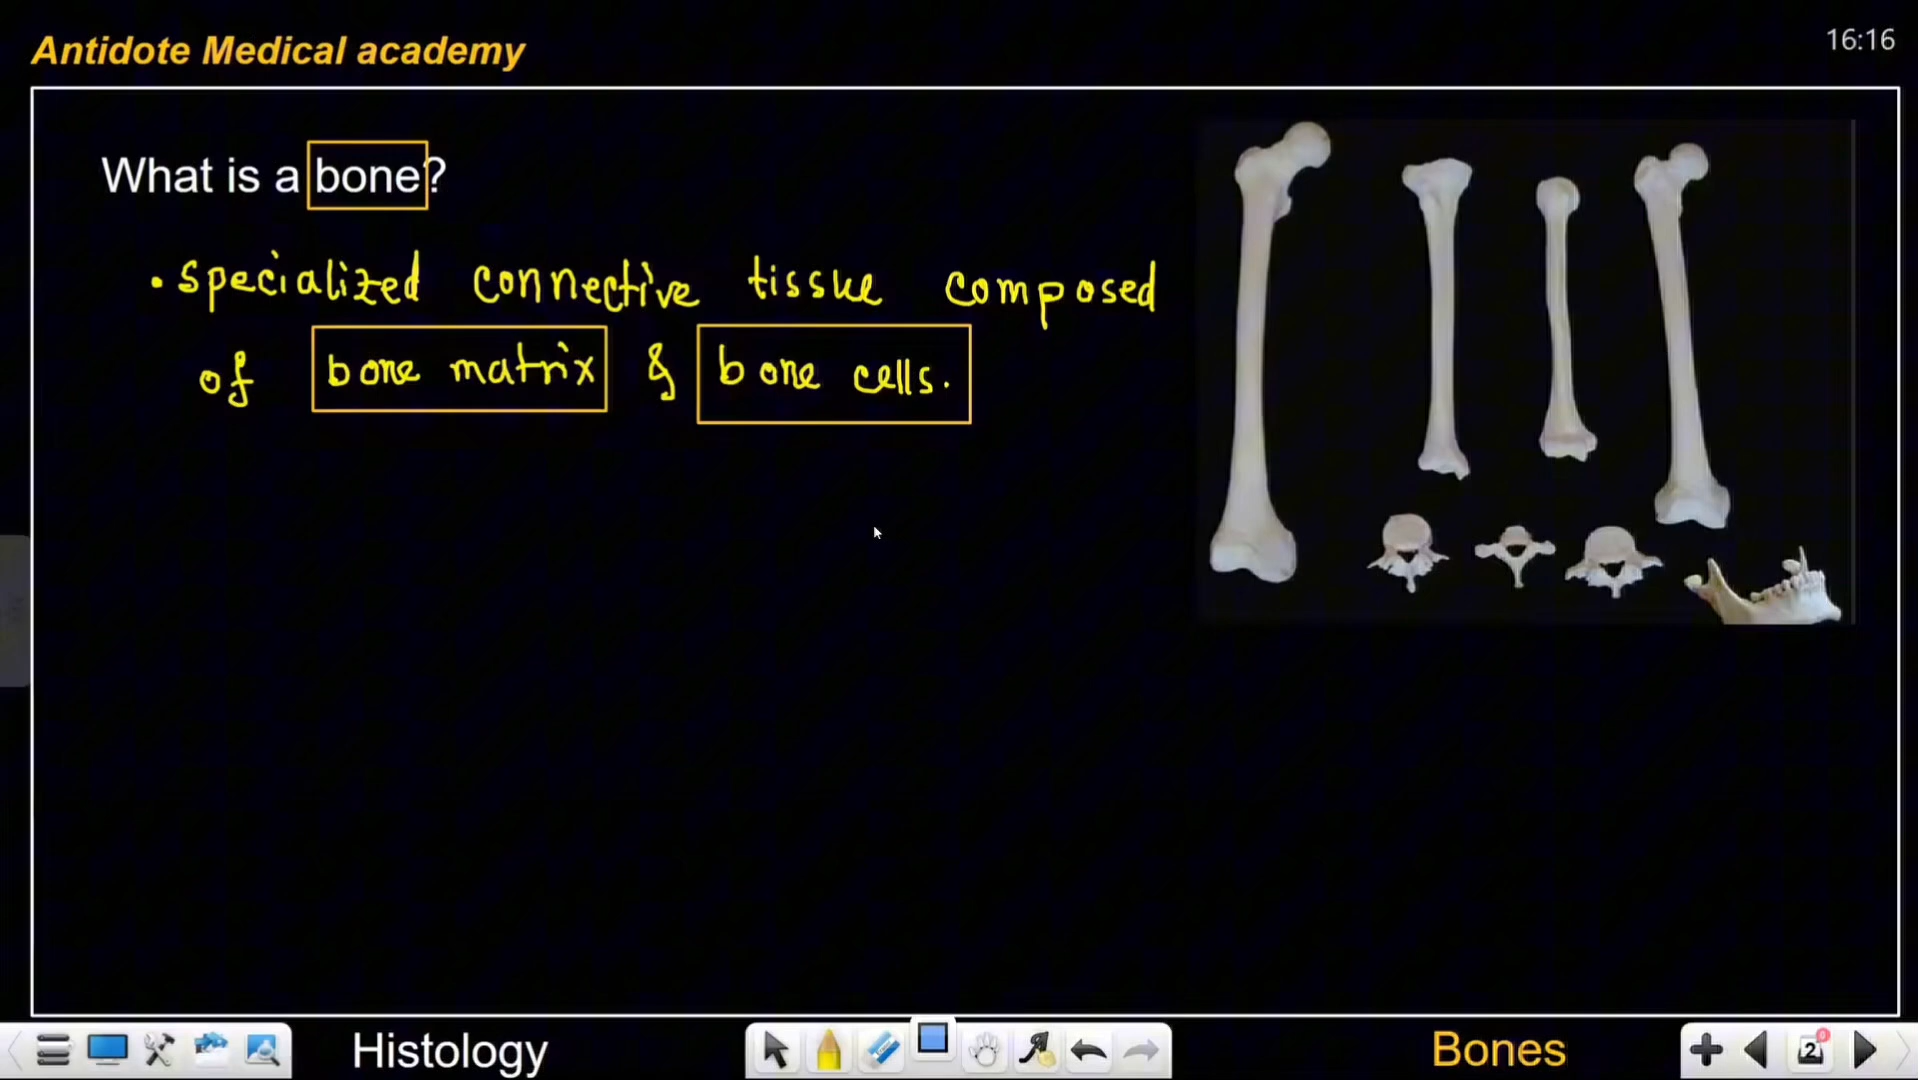 Antidote Medical academy
16:16
What is a bone?
• specialized connective tissue composed
of bone matrix & bone cells.
Histology
Bones
2
0